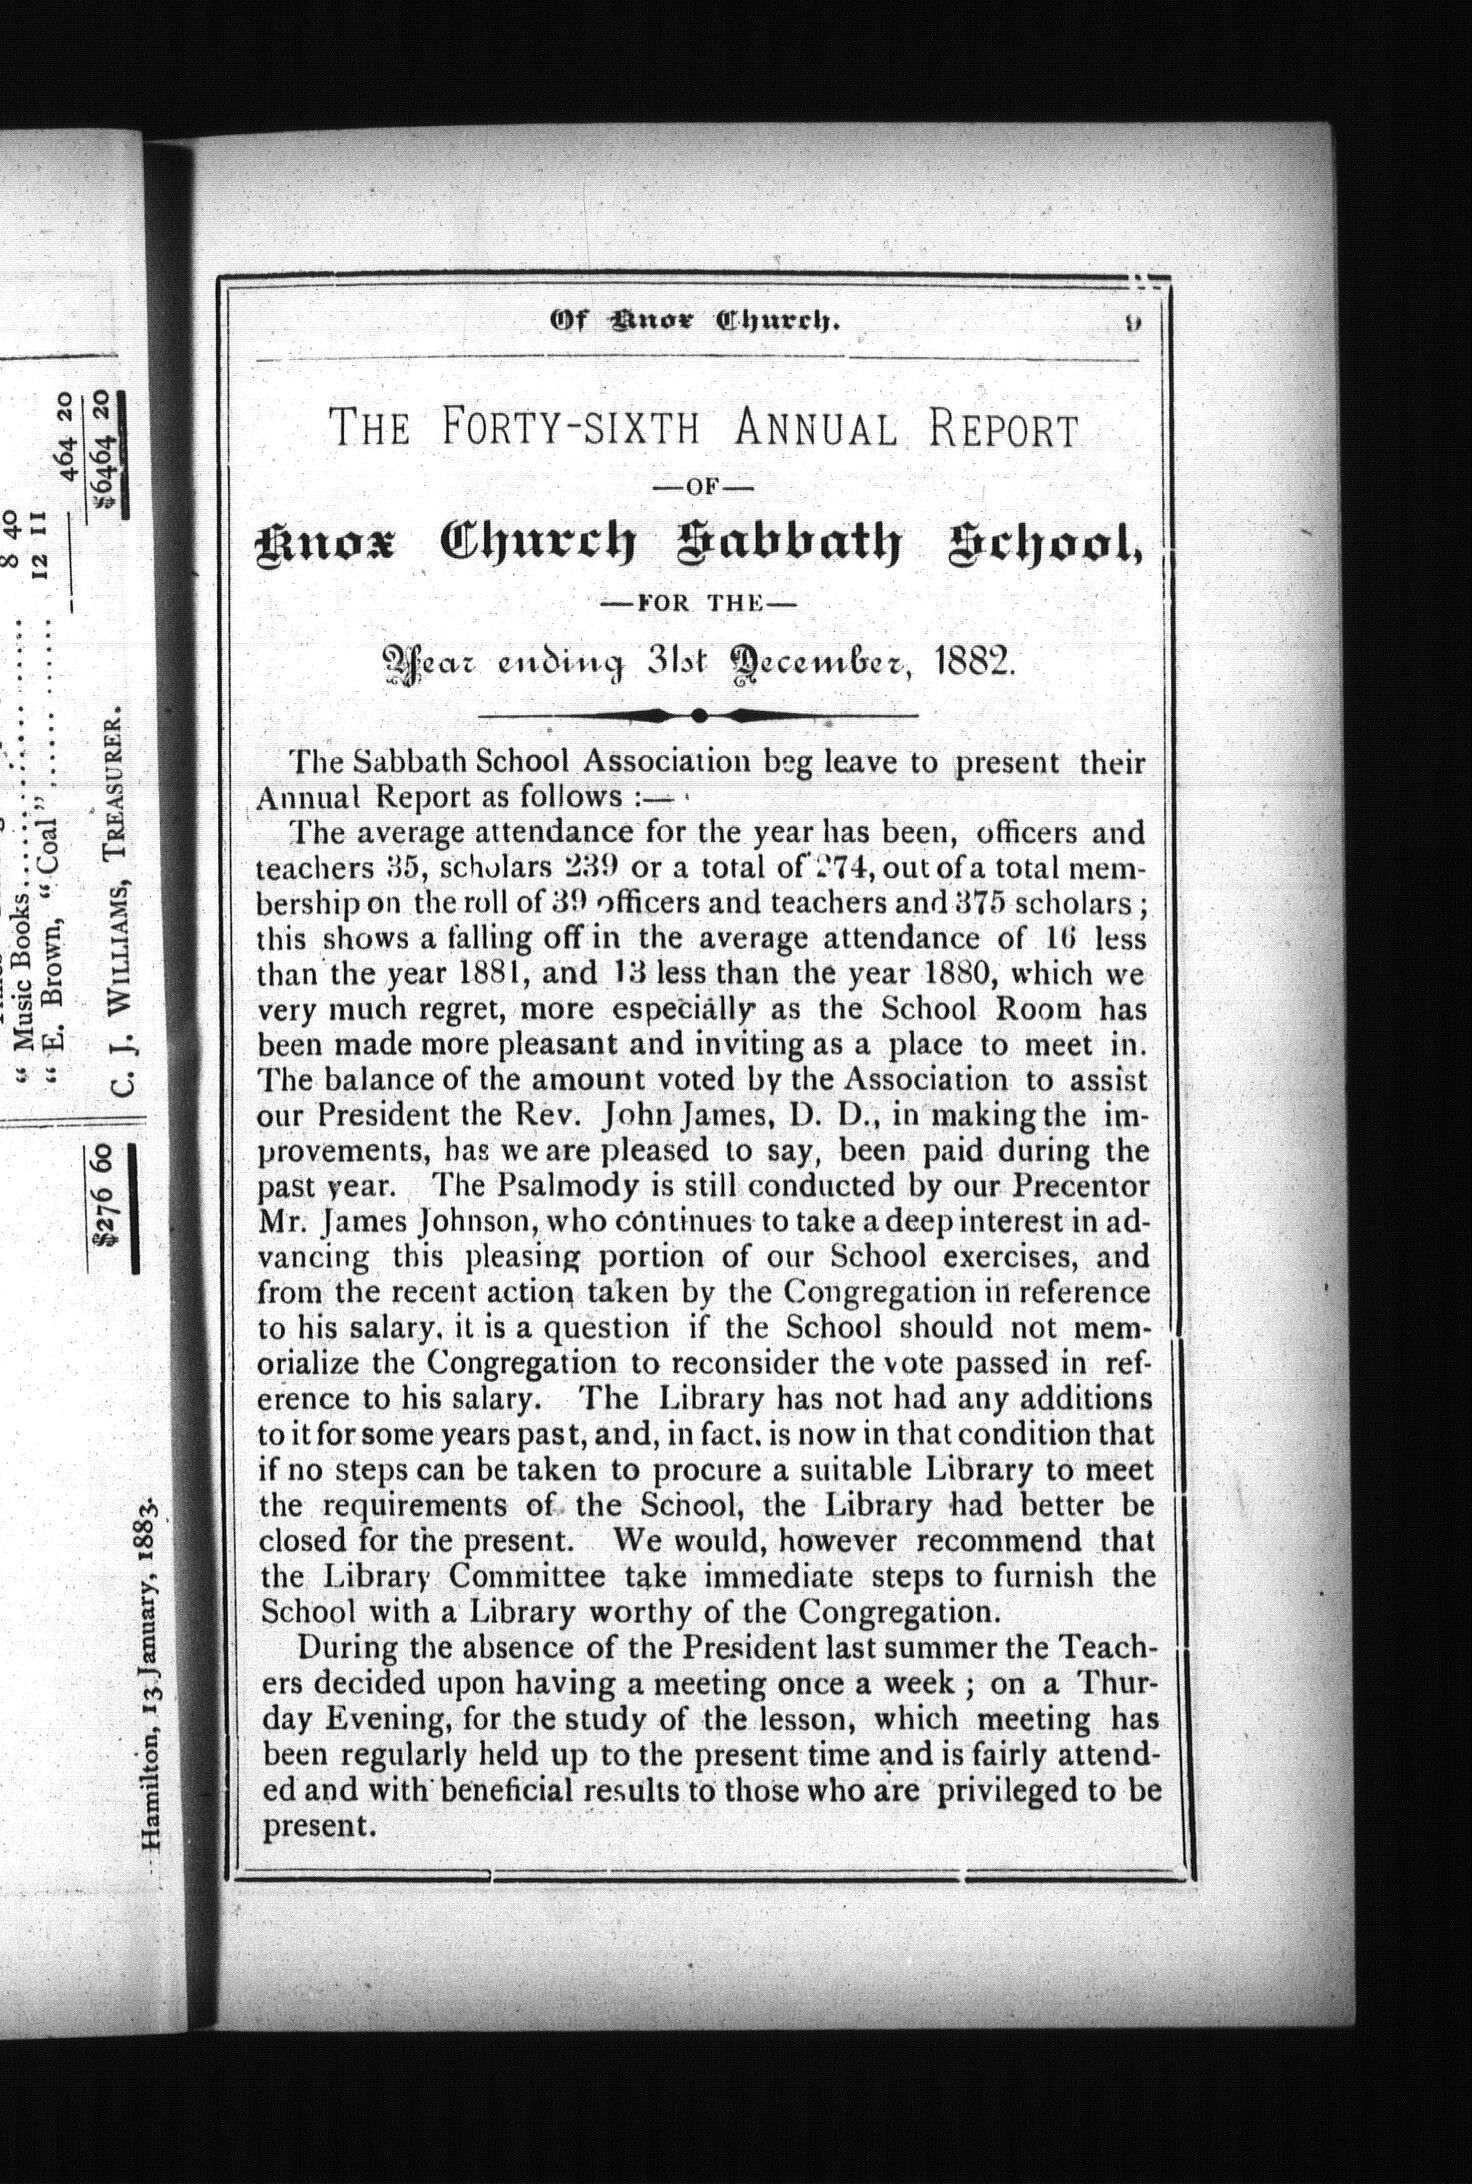 8 40
12 11
464 20
$6464 20
“ Music Books
“ E. Brown, “Coal”
C. J. WILLIAMS, TREASURER.
$276 60
Hamilton, 13 January, 1883.
Of Knox Church. 9
THE FORTY-SIXTH ANNUAL REPORT
—OF—
Knox Church Sabbath School,
—FOR THE—
Year ending 31st December, 1882.
The Sabbath School Association beg leave to present their
Annual Report as follows :—
The average attendance for the year has been, officers and
teachers 35, scholars 239 or a total of 274, out of a total mem-
bership on the roll of 39 officers and teachers and 375 scholars ;
this shows a falling off in the average attendance of 16 less
than the year 1881, and 13 less than the year 1880, which we
very much regret, more especially as the School Room has
been made more pleasant and inviting as a place to meet in.
The balance of the amount voted by the Association to assist
our President the Rev. John James, D. D., in making the im-
provements, has we are pleased to say, been paid during the
past year. The Psalmody is still conducted by our Precentor
Mr. James Johnson, who continues to take a deep interest in ad-
vancing this pleasing portion of our School exercises, and
from the recent action taken by the Congregation in reference
to his salary, it is a question if the School should not mem-
orialize the Congregation to reconsider the vote passed in ref-
erence to his salary. The Library has not had any additions
to it for some years past, and, in fact, is now in that condition that
if no steps can be taken to procure a suitable Library to meet
the requirements of the School, the Library had better be
closed for the present. We would, however recommend that
the Library Committee take immediate steps to furnish the
School with a Library worthy of the Congregation.
During the absence of the President last summer the Teach-
ers decided upon having a meeting once a week ; on a Thur-
day Evening, for the study of the lesson, which meeting has
been regularly held up to the present time and is fairly attend-
ed and with beneficial results to those who are privileged to be
present.